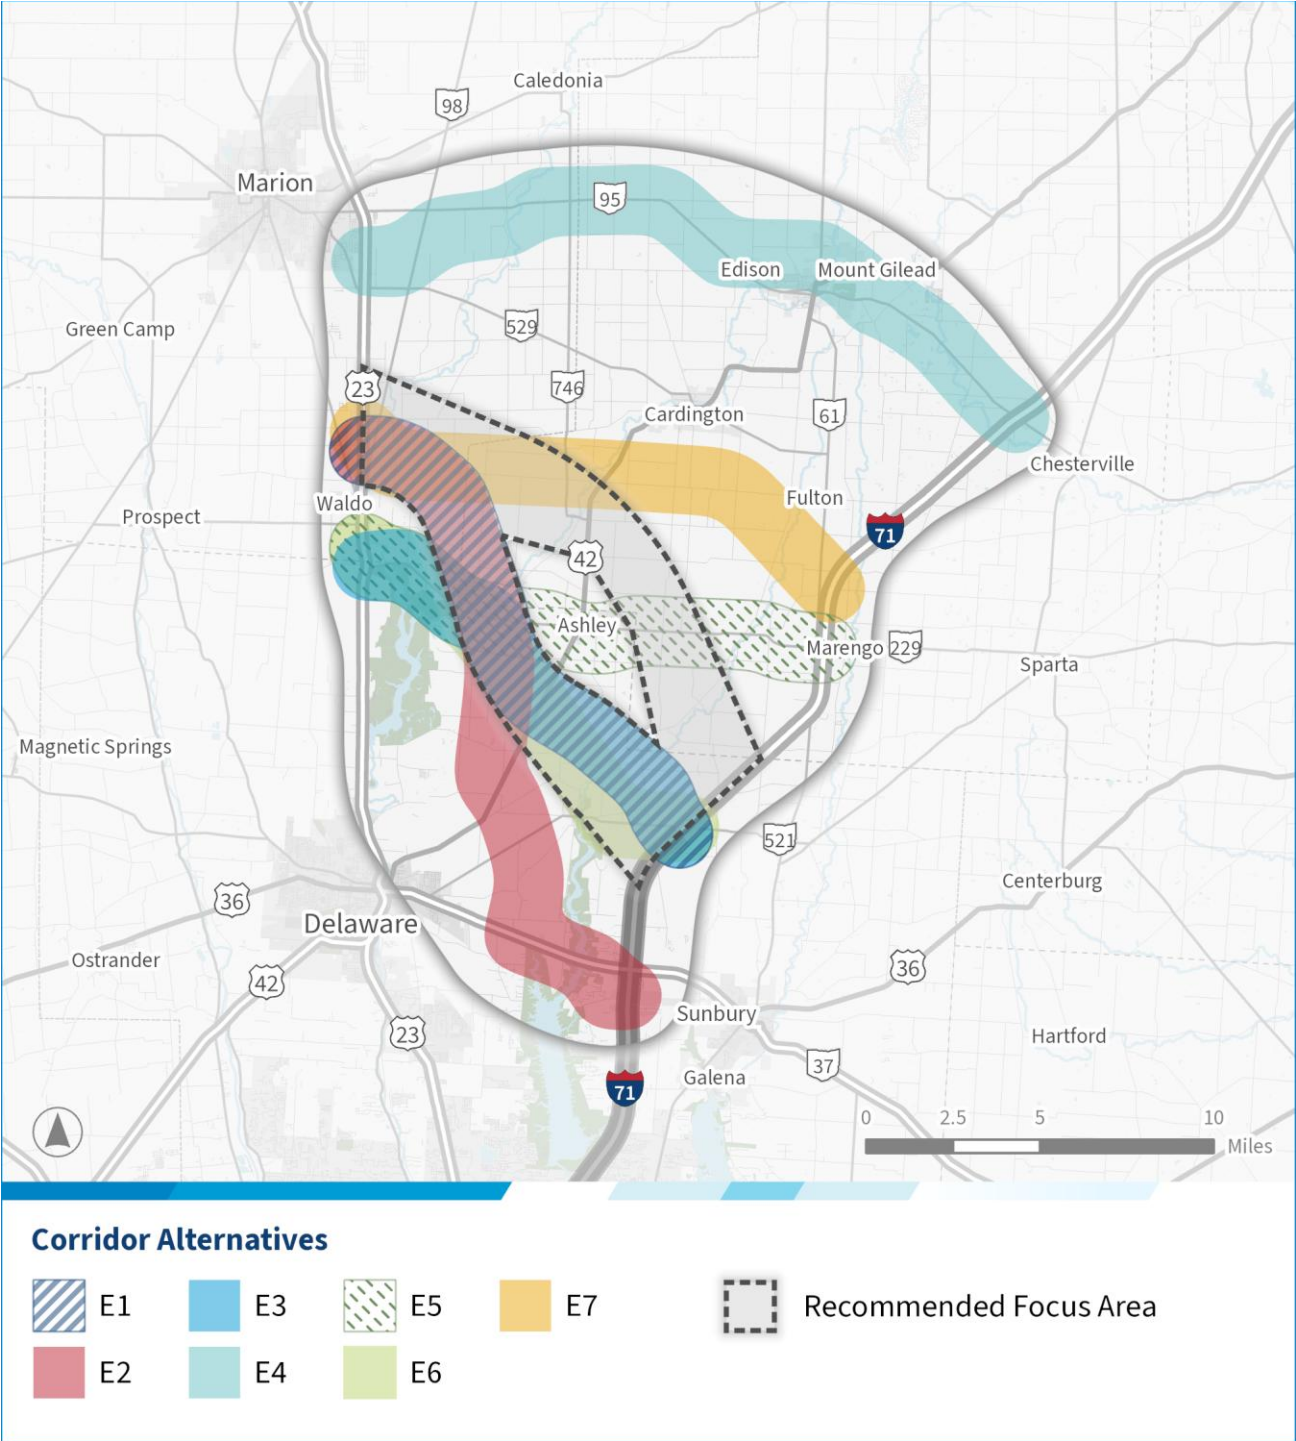 Caledonia
98
Marion
95
Edison
Mount Gilead
Green Camp
529
23
746
Cardington
61
Chesterville
Waldo
Fulton
Prospect
71
42
Ashley
Marengo
229
Sparta
Magnetic Springs
521
Centerburg
36
Delaware
Ostrander
36
42
Sunbury
23
Hartford
37
Galena
71
0 2.5 5 10
Miles
Corridor Alternatives
E1 E3 E5 E7 Recommended Focus Area
E2 E4 E6